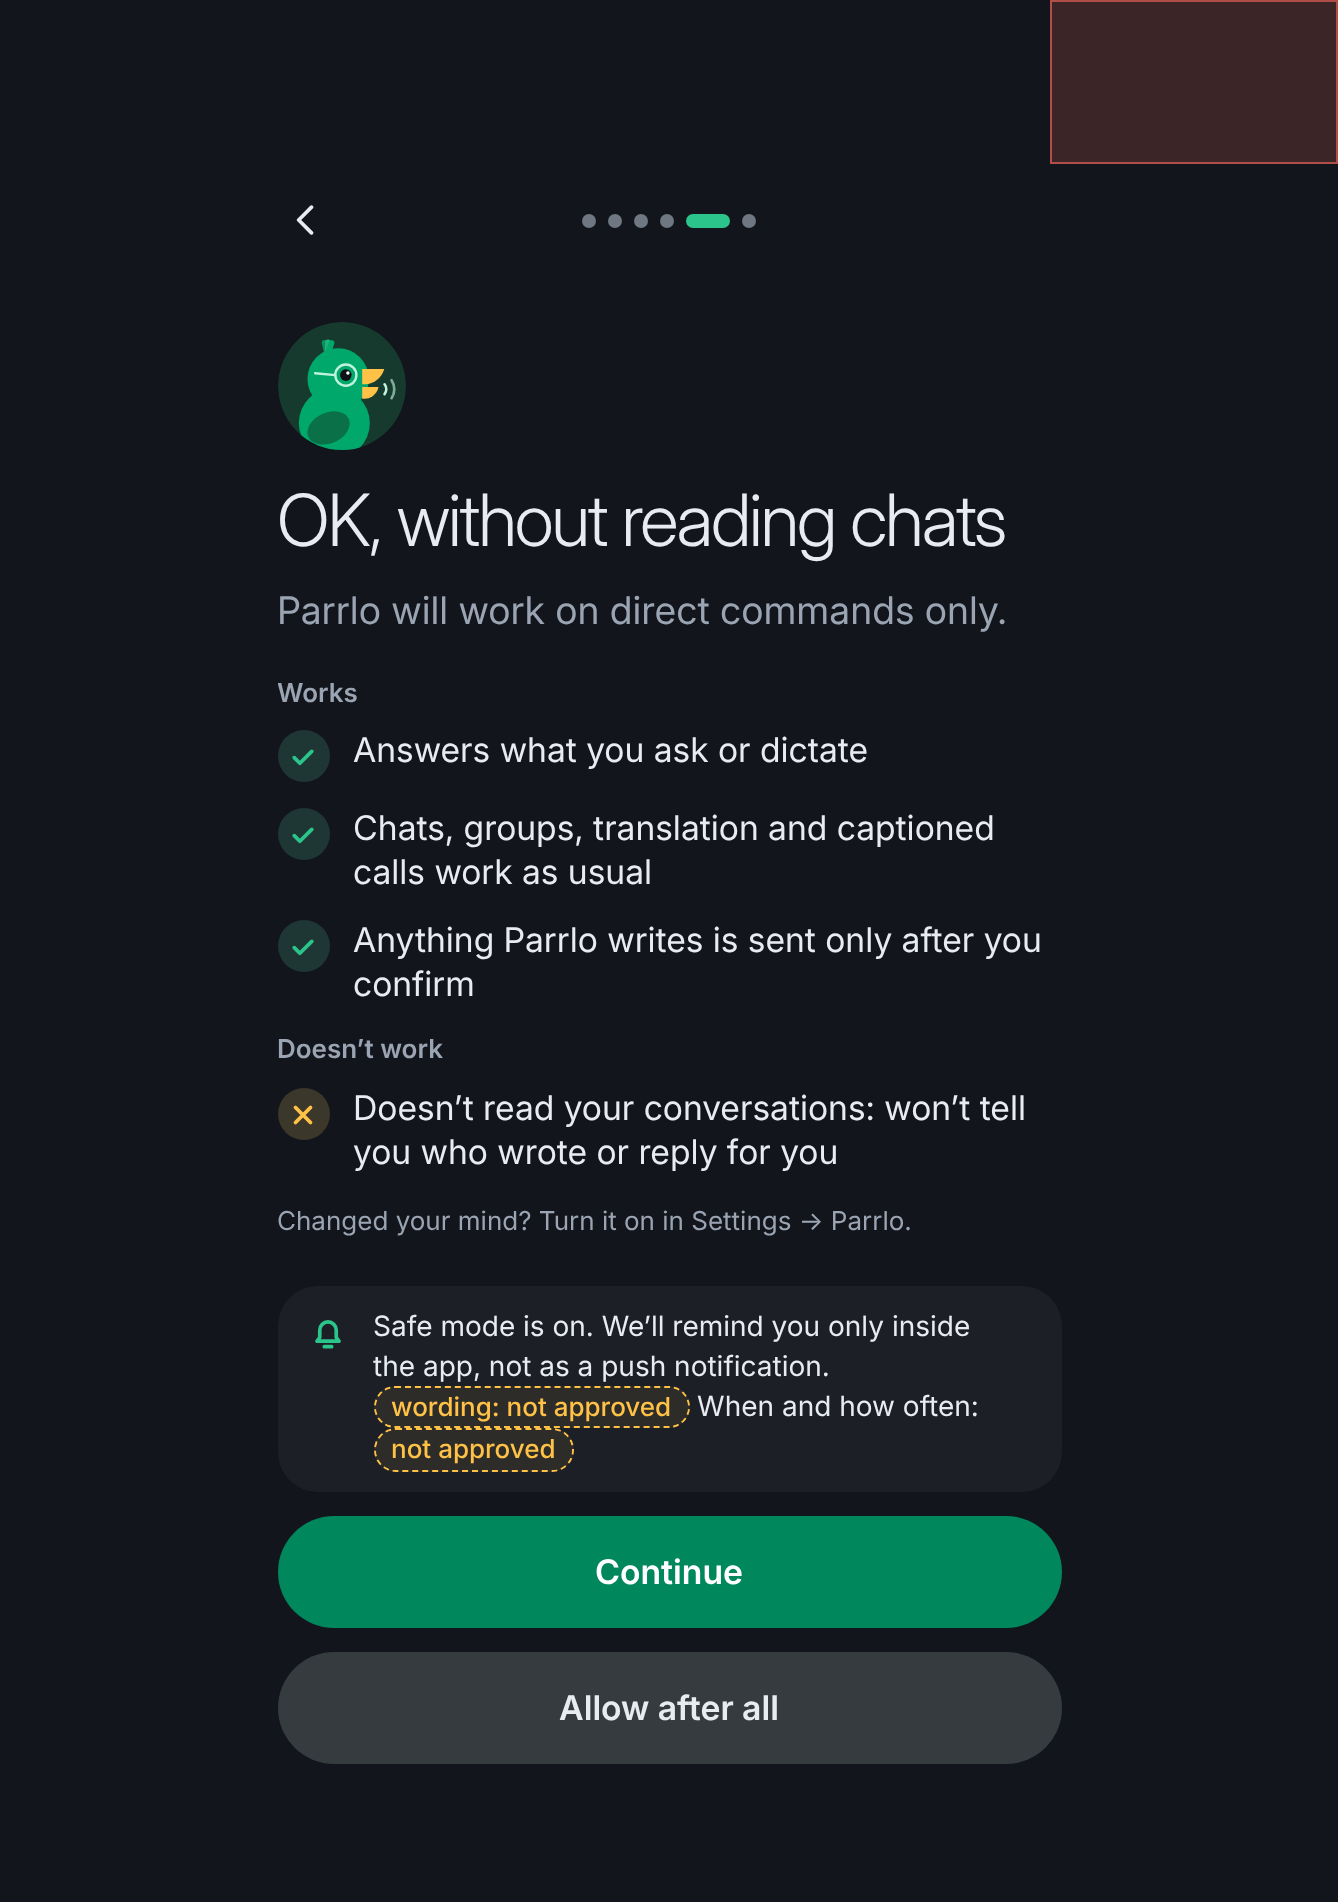 OK, without reading chats
Parrlo will work on direct commands only.
Works
Answers what you ask or dictate
Chats, groups, translation and captioned
calls work as usual
Anything Parrlo writes is sent only after you
confirm
Doesn’t work
Doesn’t read your conversations: won’t tell
you who wrote or reply for you
Changed your mind? Turn it on in Settings → Parrlo.
Safe mode is on. We’ll remind you only inside
the app, not as a push notification.
wording: not approved When and how often:
not approved
Continue
Allow after all